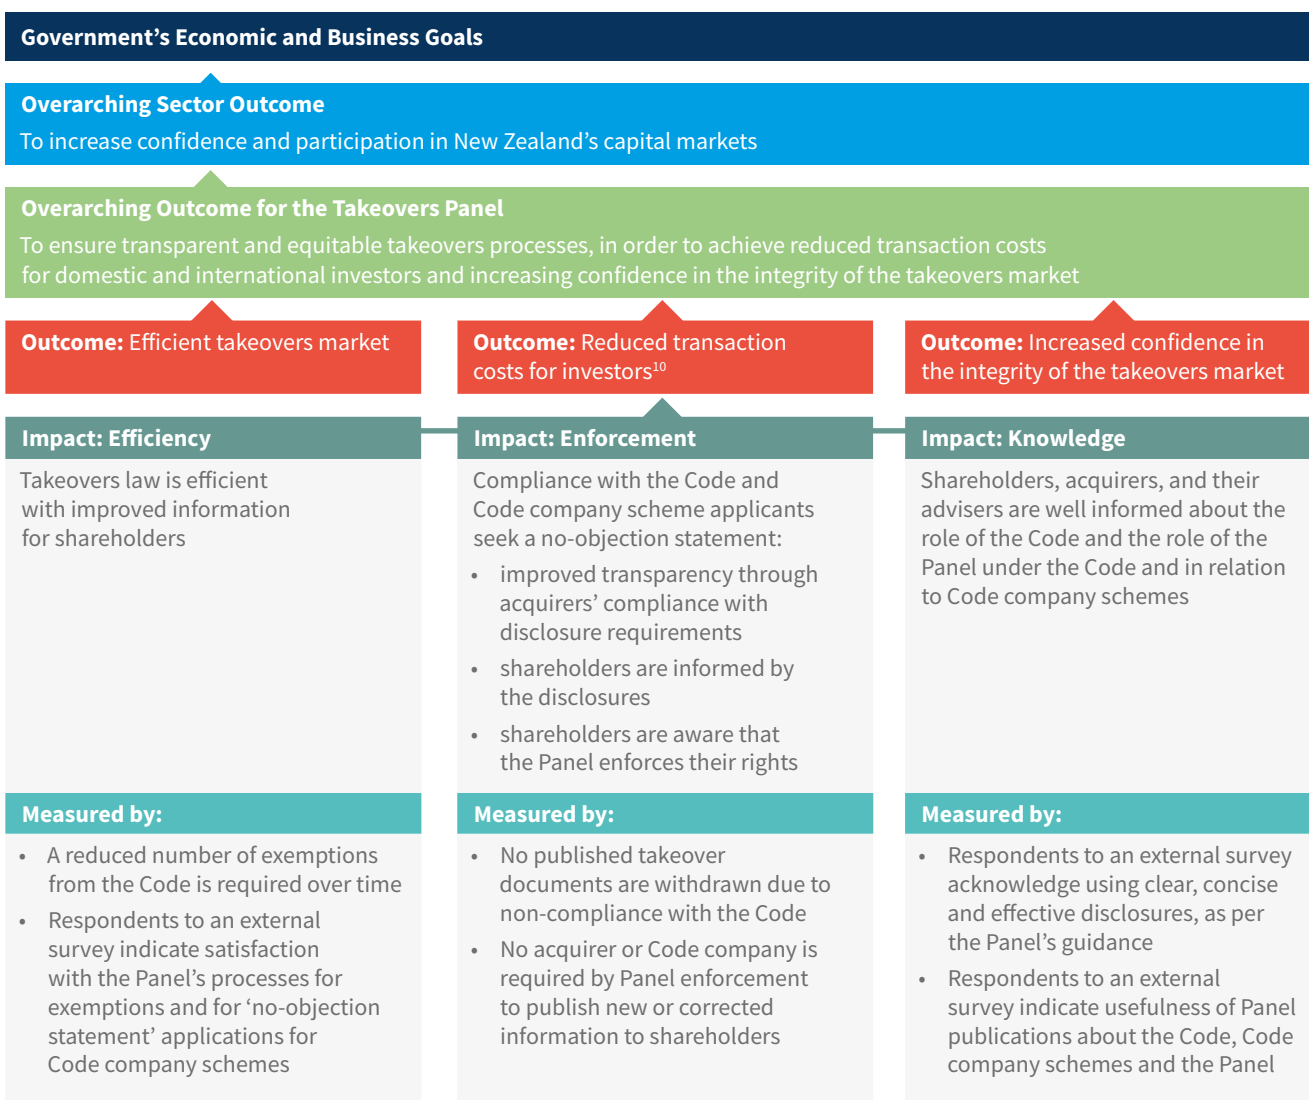 Government’s Economic and Business Goals
Overarching Sector Outcome
To increase confidence and participation in New Zealand’s capital markets
Overarching Outcome for the Takeovers Panel
To ensure transparent and equitable takeovers processes, in order to achieve reduced transaction costs
for domestic and international investors and increasing confidence in the integrity of the takeovers market
Outcome: Efficient takeovers market
Outcome: Reduced transaction
costs for investors¹⁰
Outcome: Increased confidence in
the integrity of the takeovers market
Impact: Efficiency
Takeovers law is efficient
with improved information
for shareholders
Impact: Enforcement
Compliance with the Code and
Code company scheme applicants
seek a no-objection statement:
• improved transparency through
acquirers’ compliance with
disclosure requirements
• shareholders are informed by
the disclosures
• shareholders are aware that
the Panel enforces their rights
Impact: Knowledge
Shareholders, acquirers, and their
advisers are well informed about the
role of the Code and the role of the
Panel under the Code and in relation
to Code company schemes
Measured by:
• A reduced number of exemptions
from the Code is required over time
• Respondents to an external
survey indicate satisfaction
with the Panel’s processes for
exemptions and for ‘no-objection
statement’ applications for
Code company schemes
Measured by:
• No published takeover
documents are withdrawn due to
non-compliance with the Code
• No acquirer or Code company is
required by Panel enforcement
to publish new or corrected
information to shareholders
Measured by:
• Respondents to an external survey
acknowledge using clear, concise
and effective disclosures, as per
the Panel’s guidance
• Respondents to an external
survey indicate usefulness of Panel
publications about the Code, Code
company schemes and the Panel